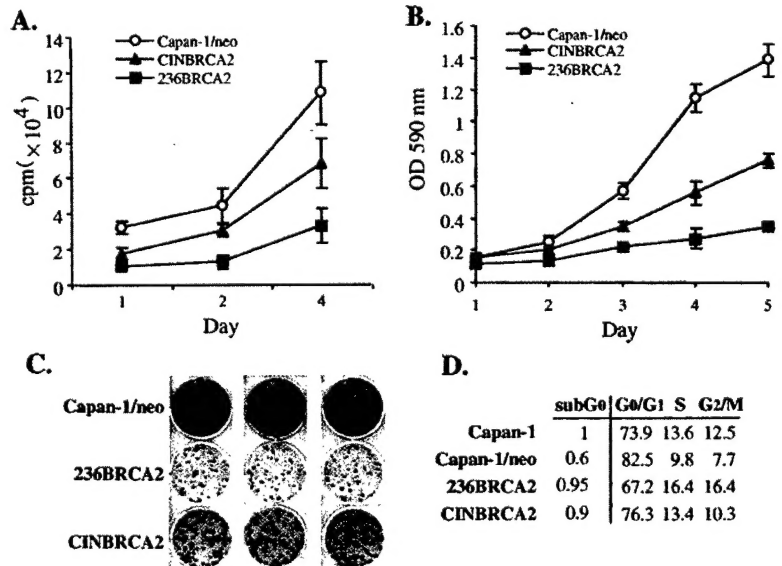 A.
14
12
10
8
6
4
2
0
cpm(×10⁴)
Capan-1/neo
CINBRCA2
236BRCA2
1 2 4
Day
B.
1.6
1.4
1.2
1
0.8
0.6
0.4
0.2
0
OD 590 nm
Capan-1/neo
CINBRCA2
236BRCA2
1 2 3 4 5
Day
C.
Capan-1/neo
236BRCA2
CINBRCA2
D.
subG0 G0/G1 S G2/M
Capan-1 1 73.9 13.6 12.5
Capan-1/neo 0.6 82.5 9.8 7.7
236BRCA2 0.95 67.2 16.4 16.4
CINBRCA2 0.9 76.3 13.4 10.3